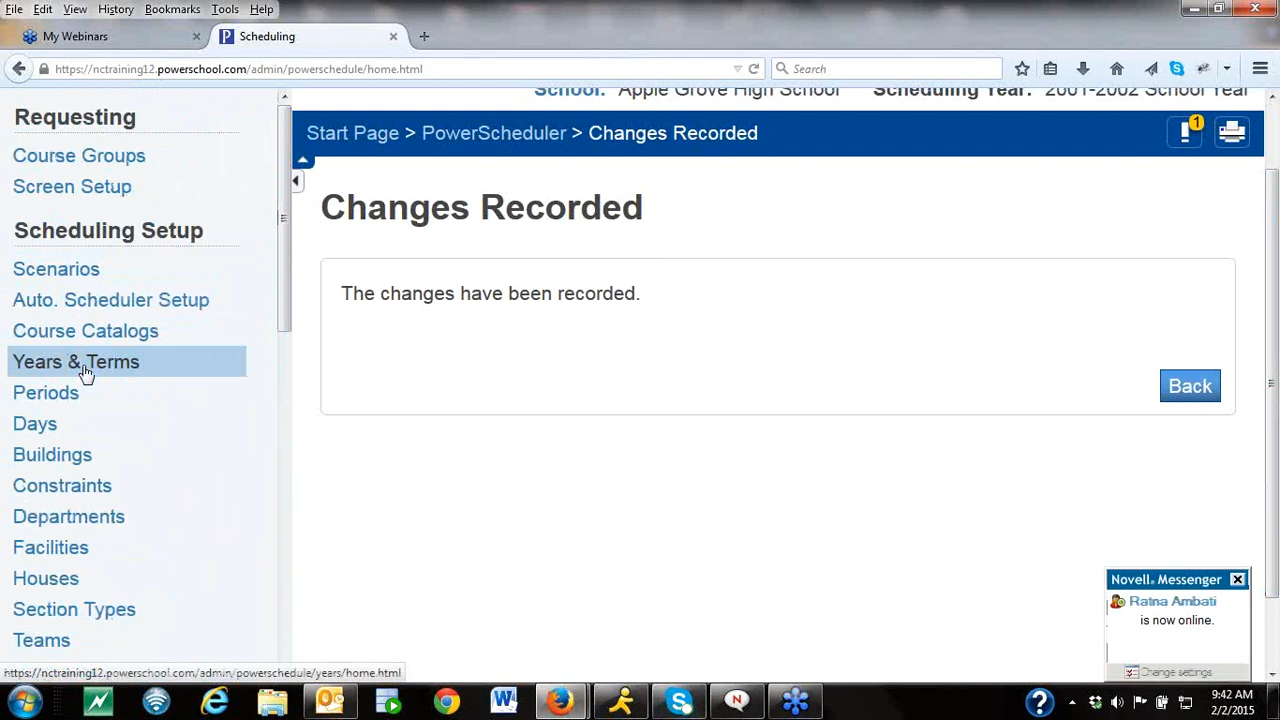 File Edit View History Bookmarks Tools Help
My Webinars
Scheduling
https://nctraining12.powerschool.com/admin/powerschedule/home.html
Search
School: Apple Grove High School Scheduling Year: 2001-2002 School Year
Start Page > PowerScheduler > Changes Recorded
1
Requesting
Course Groups
Screen Setup
Scheduling Setup
Scenarios
Auto. Scheduler Setup
Course Catalogs
Years & Terms
Periods
Days
Buildings
Constraints
Departments
Facilities
Houses
Section Types
Teams
Changes Recorded
The changes have been recorded.
Back
Novell® Messenger
Ratna Ambati
is now online.
Change settings
https://nctraining12.powerschool.com/admin/powerschedule/years/home.html
9:42 AM
2/2/2015